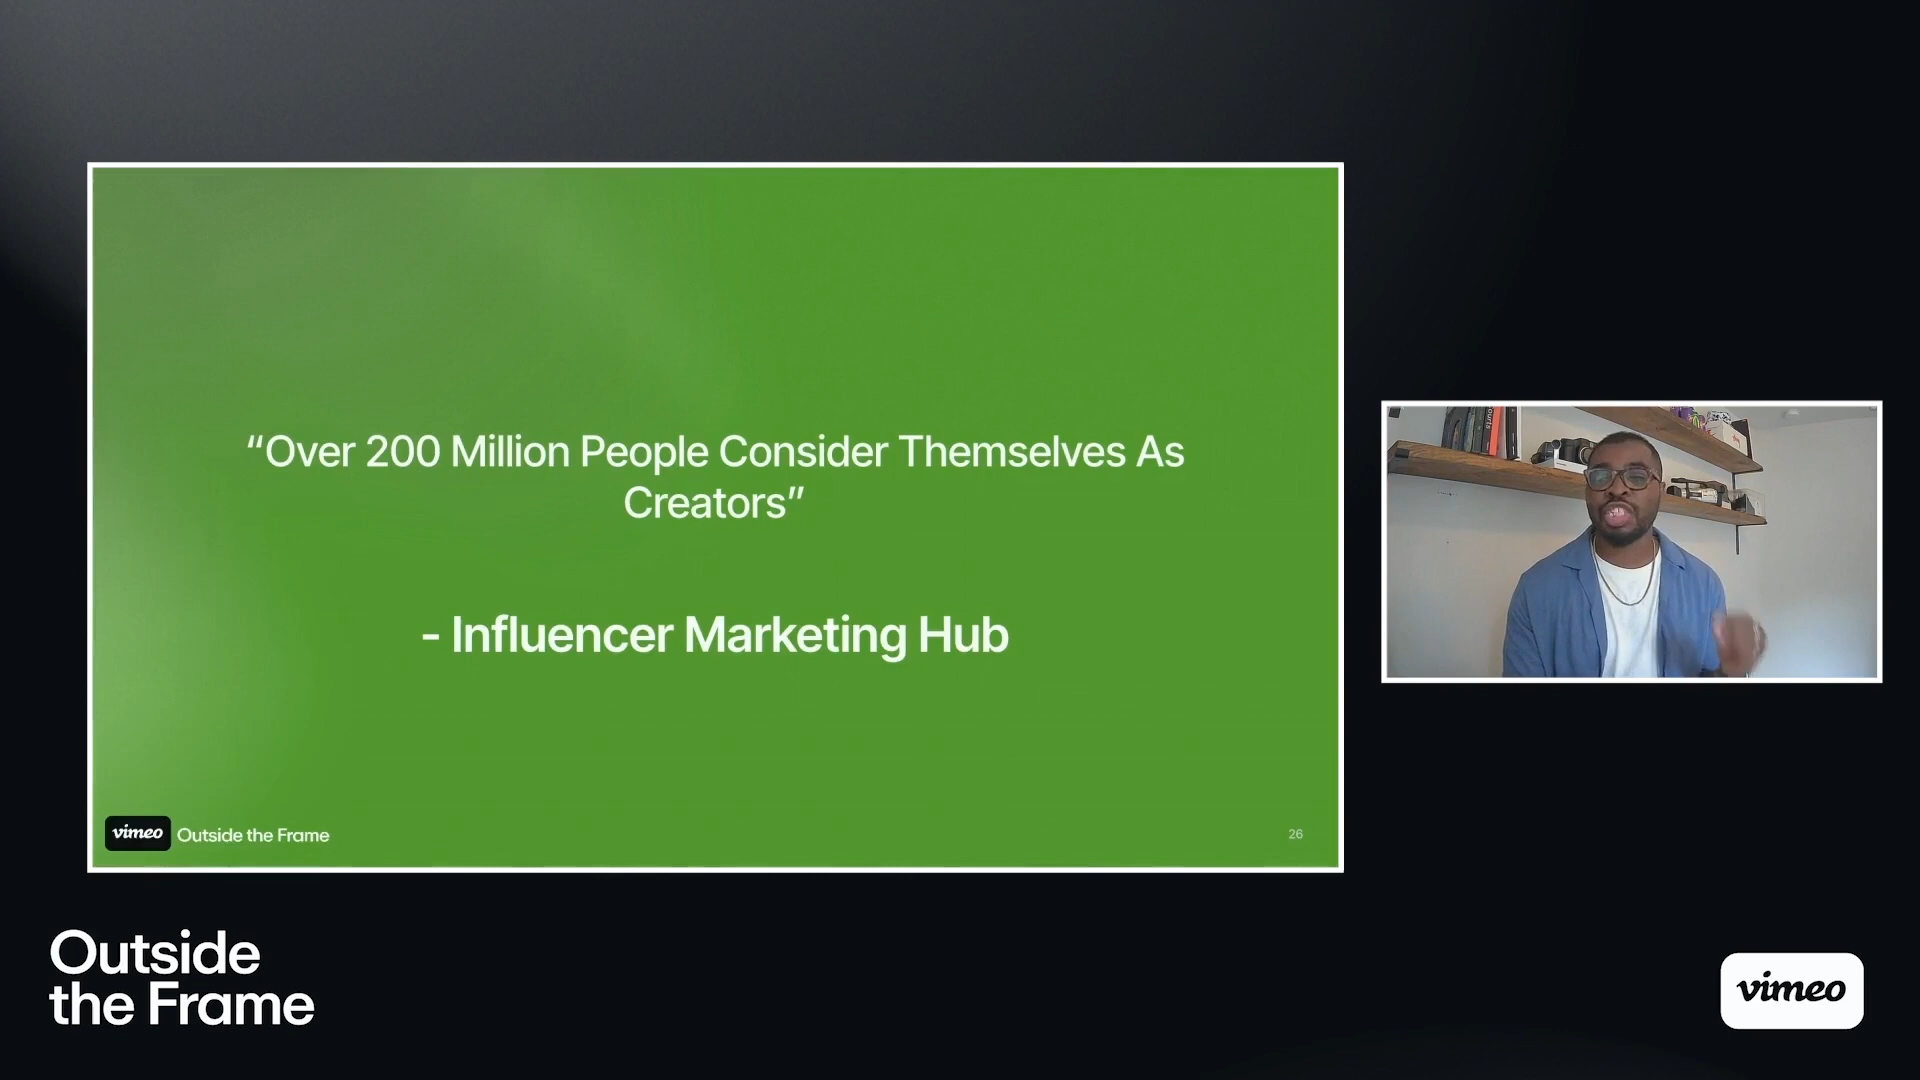 “Over 200 Million People Consider Themselves As
Creators”
- Influencer Marketing Hub
vimeo Outside the Frame
26
Outside
the Frame
vimeo